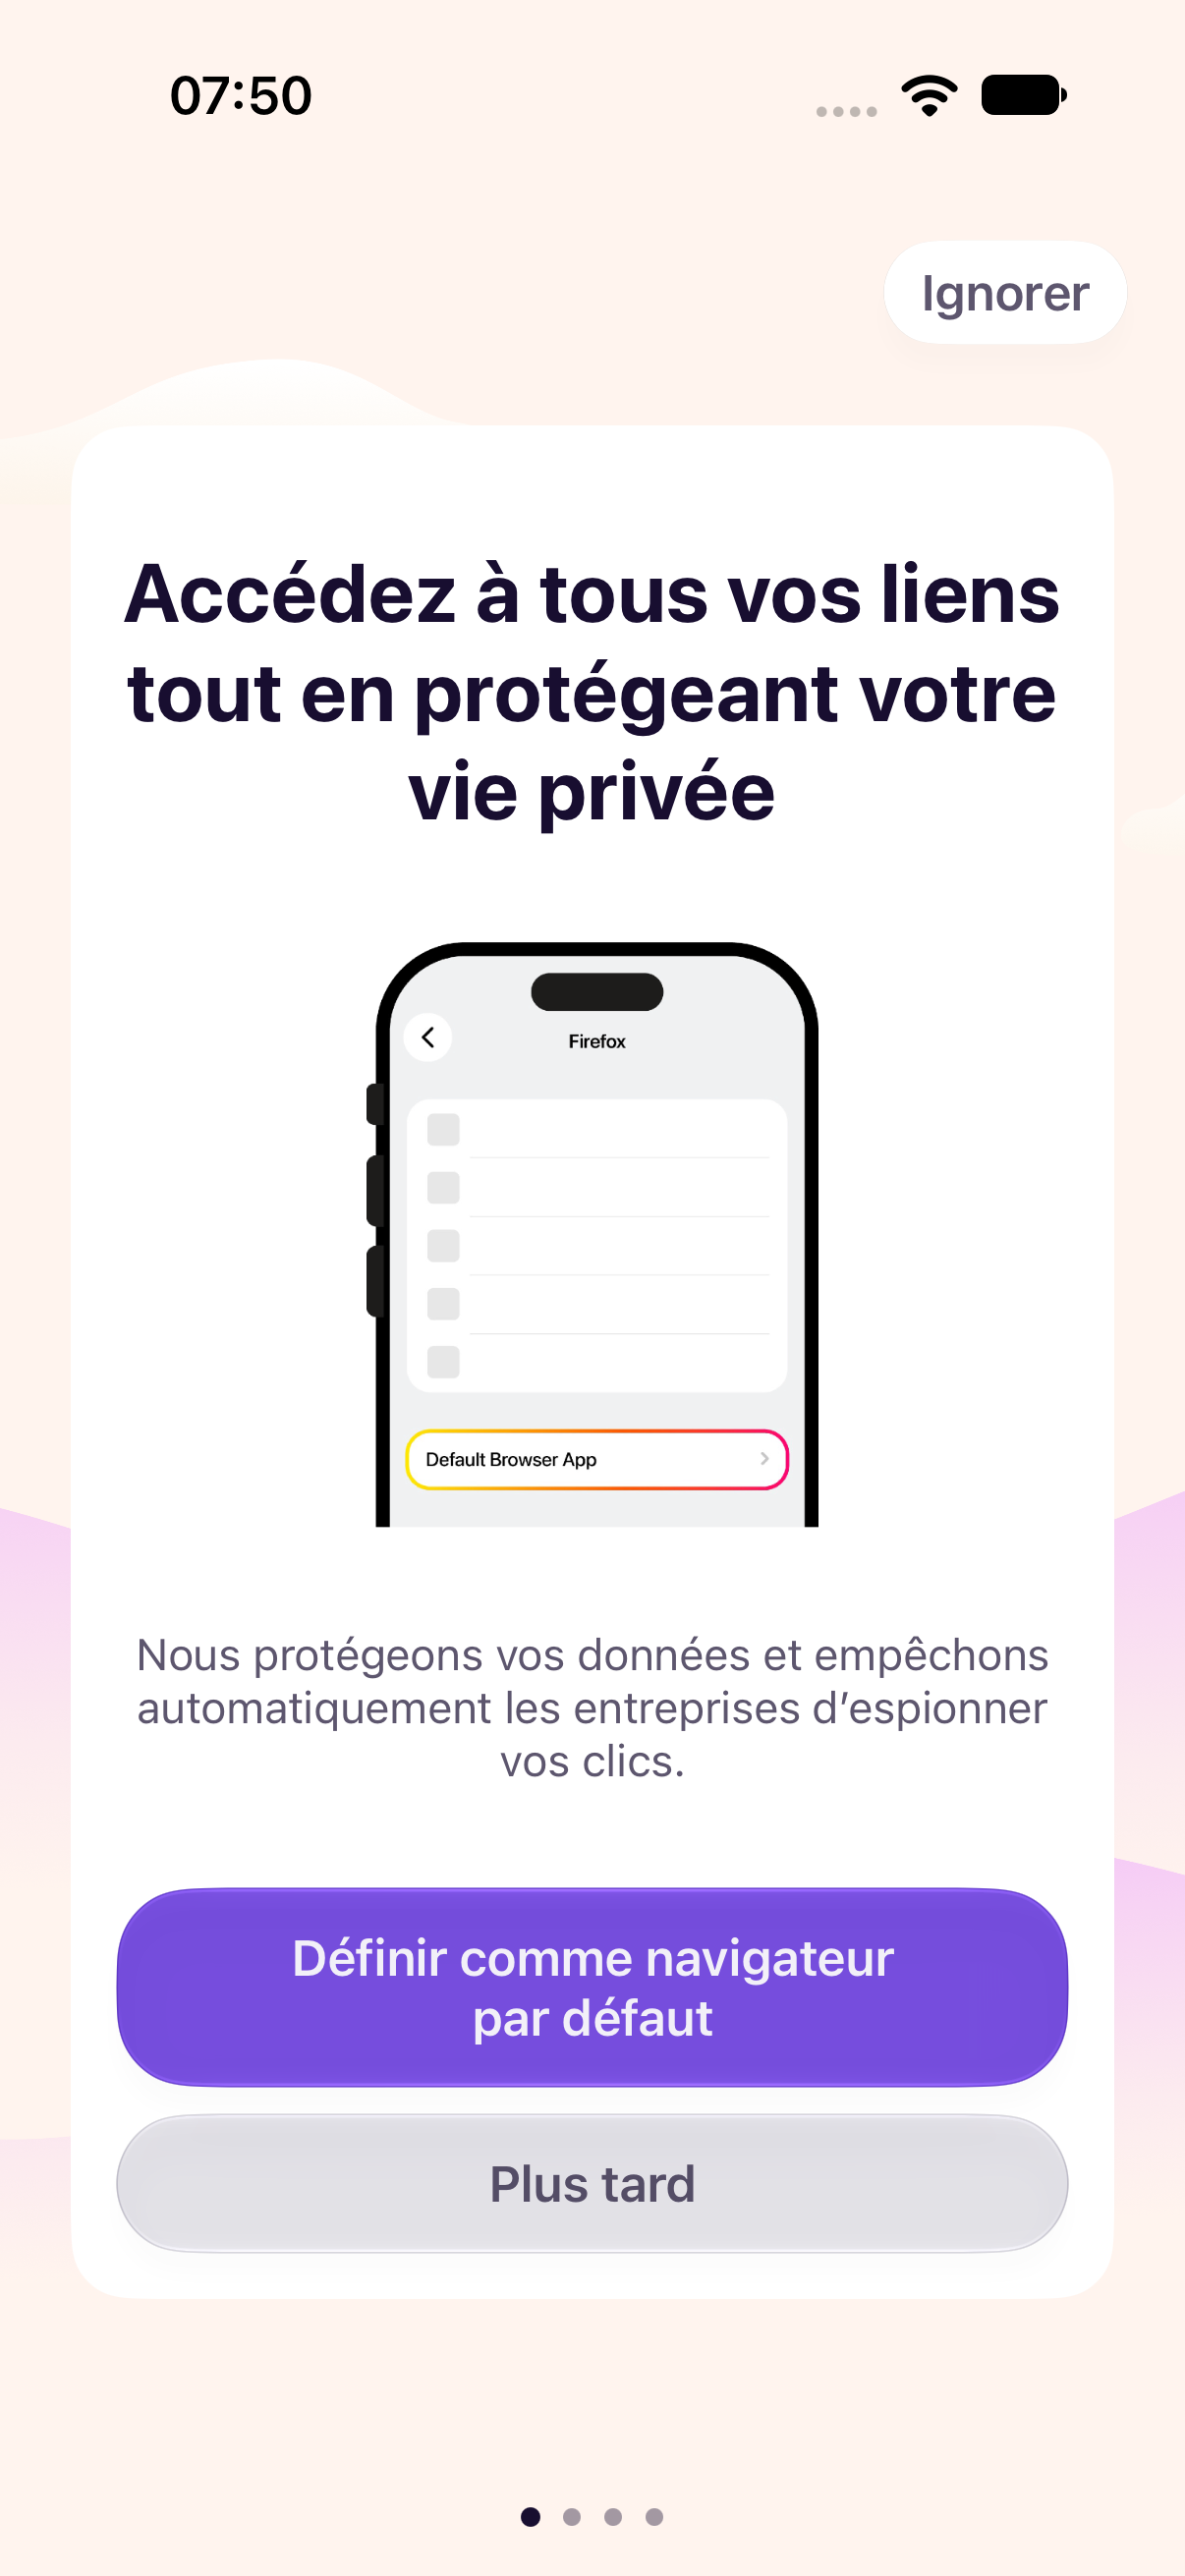 07:50
Ignorer
Accédez à tous vos liens
tout en protégeant votre
vie privée
Firefox
Default Browser App
Nous protégeons vos données et empêchons
automatiquement les entreprises d’espionner
vos clics.
Définir comme navigateur
par défaut
Plus tard